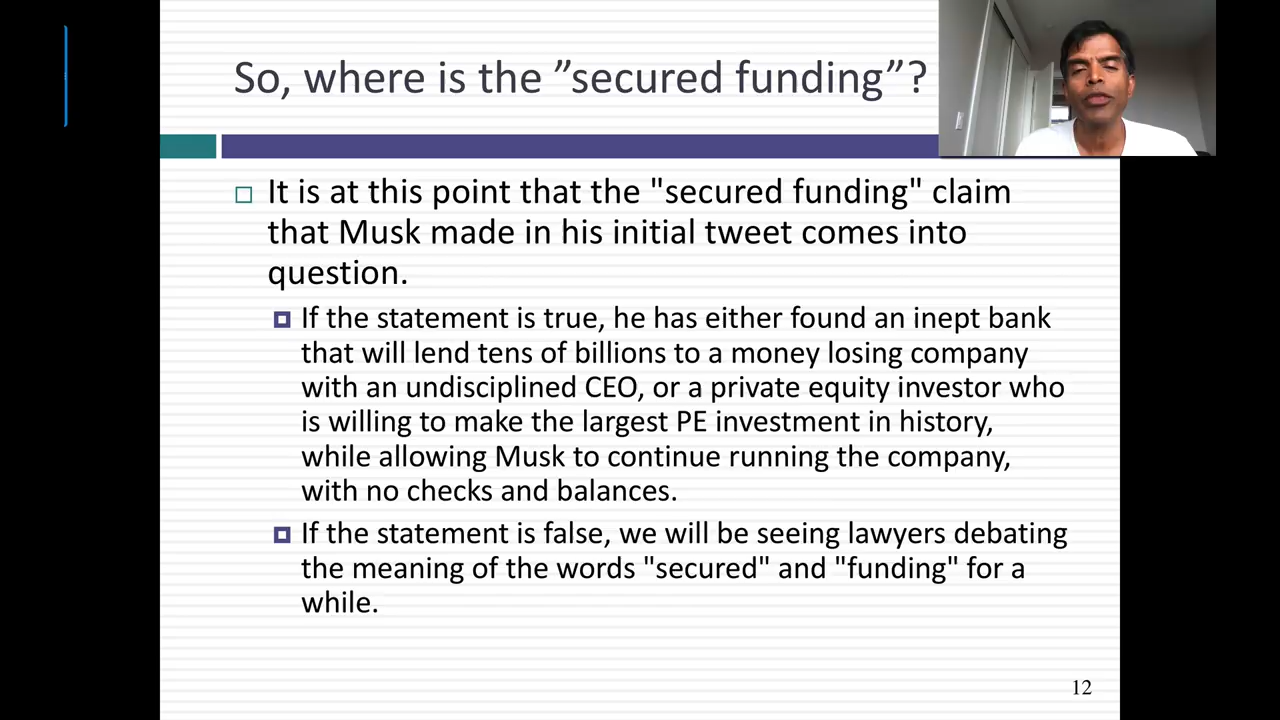 So, where is the ”secured funding”?
It is at this point that the "secured funding" claim
that Musk made in his initial tweet comes into
question.
If the statement is true, he has either found an inept bank
that will lend tens of billions to a money losing company
with an undisciplined CEO, or a private equity investor who
is willing to make the largest PE investment in history,
while allowing Musk to continue running the company,
with no checks and balances.
If the statement is false, we will be seeing lawyers debating
the meaning of the words "secured" and "funding" for a
while.
12